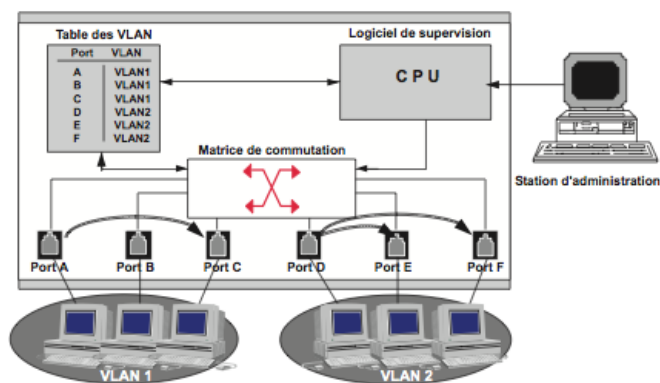 Table des VLAN
Port VLAN
A VLAN1
B VLAN1
C VLAN1
D VLAN2
E VLAN2
F VLAN2
Logiciel de supervision
C P U
Station d'administration
Matrice de commutation
Port A
Port B
Port C
Port D
Port E
Port F
VLAN 1
VLAN 2